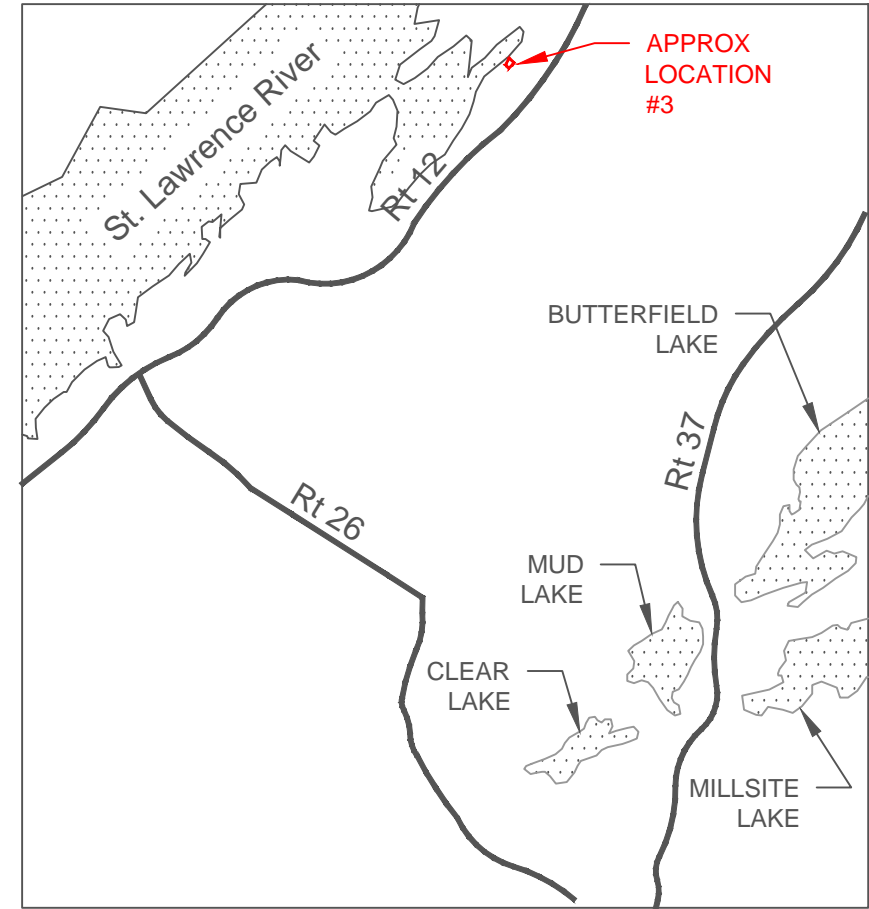 APPROX
LOCATION
#3
St. Lawrence River
Rt 12
BUTTERFIELD
LAKE
Rt 37
Rt 26
MUD
LAKE
CLEAR
LAKE
MILLSITE
LAKE